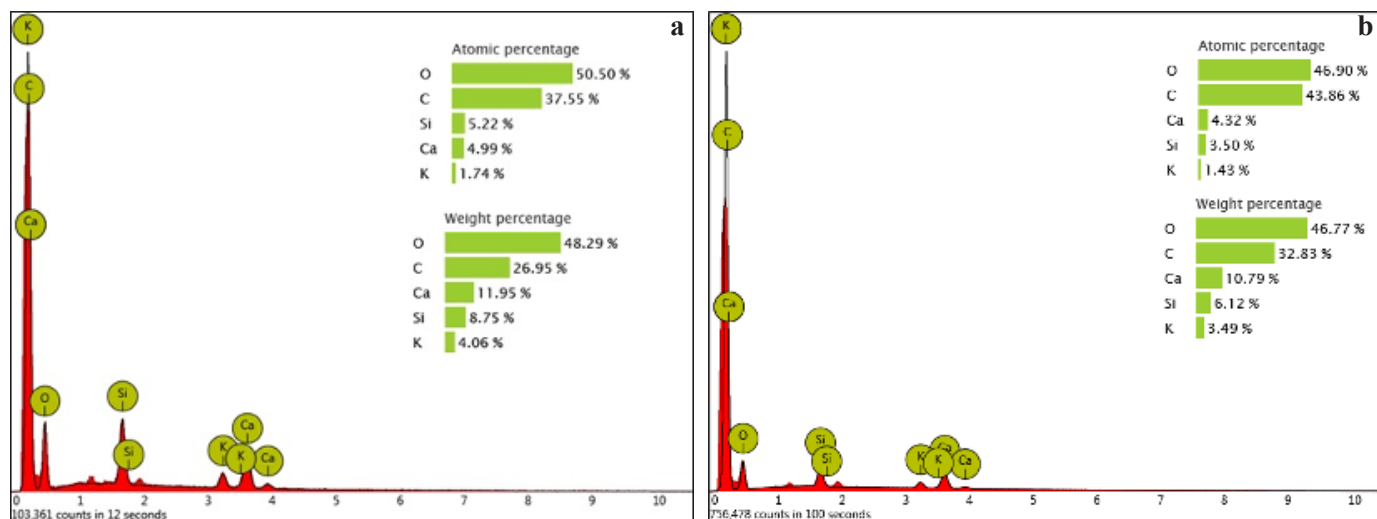 a
K
C
Ca
O
Si
Si
K
K
Ca
Ca
Atomic percentage
O 50.50 %
C 37.55 %
Si 5.22 %
Ca 4.99 %
K 1.74 %
Weight percentage
O 48.29 %
C 26.95 %
Ca 11.95 %
Si 8.75 %
K 4.06 %
0 1 2 3 4 5 6 7 8 9 10
103,361 counts in 12 seconds
b
K
C
Ca
O
Si
Si
K
K
Ca
Ca
Atomic percentage
O 46.90 %
C 43.86 %
Ca 4.32 %
Si 3.50 %
K 1.43 %
Weight percentage
O 46.77 %
C 32.83 %
Ca 10.79 %
Si 6.12 %
K 3.49 %
0 1 2 3 4 5 6 7 8 9 10
756,478 counts in 100 seconds